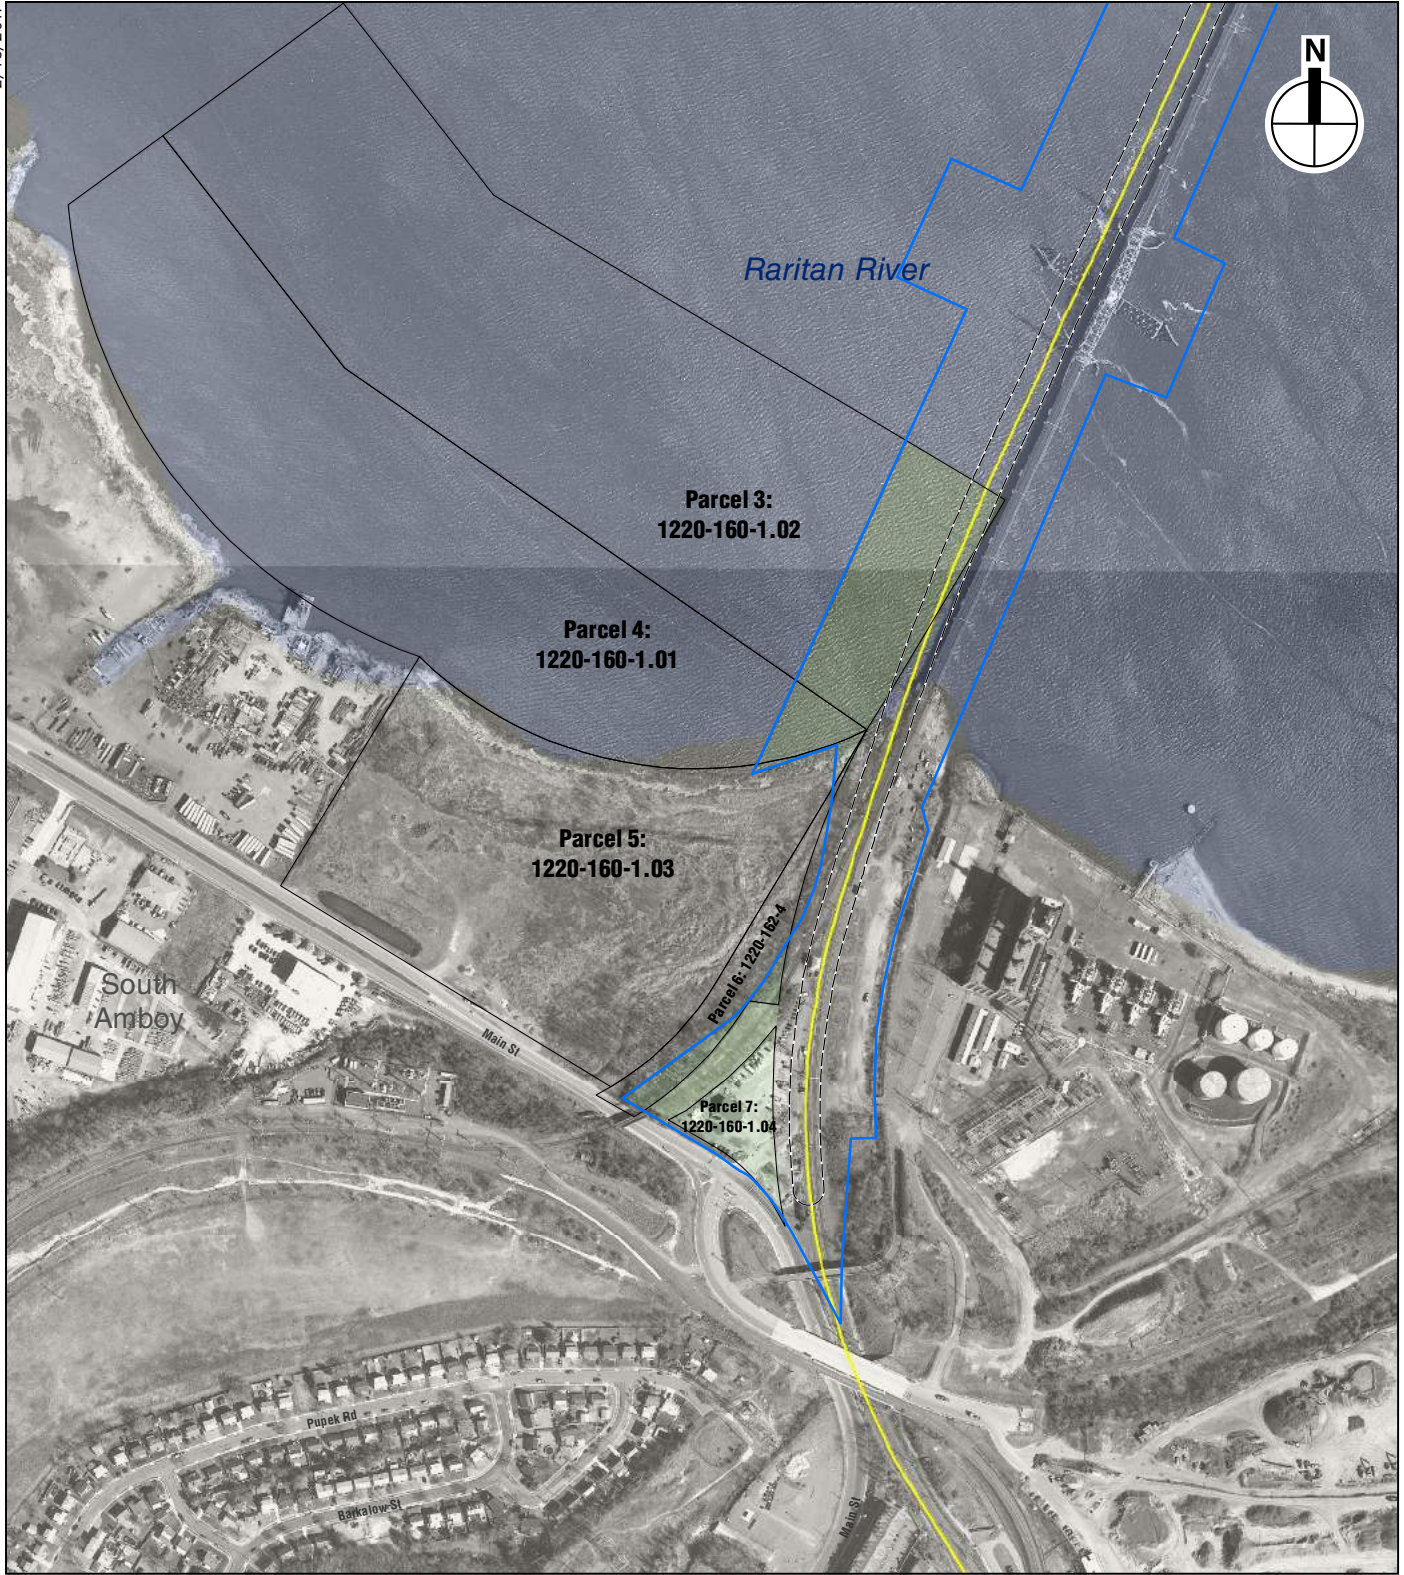 N
Raritan River
Parcel 3:
1220-160-1.02
Parcel 4:
1220-160-1.01
Parcel 5:
1220-160-1.03
Parcel 6: 1220-162-4
South
Amboy
Main St
Parcel 7:
1220-160-1.04
Pupek Rd
Barkalow St
Main St